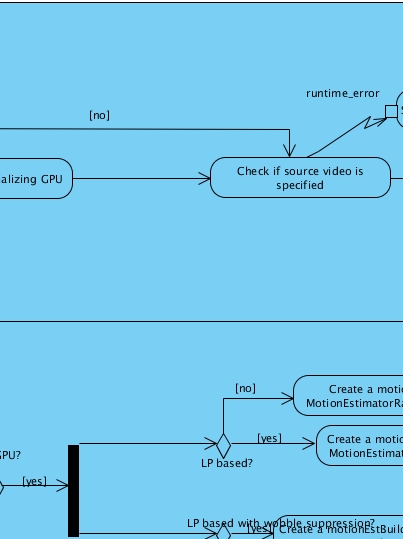 runtime_error
[no]
alizing GPU
Check if source video is
specified
[no]
Create a motio
MotionEstimatorRa
[yes]
Create a motio
MotionEstimat
LP based?
GPU?
[yes]
LP based with wobble suppression?
[yes]
Create a motionEstBuild